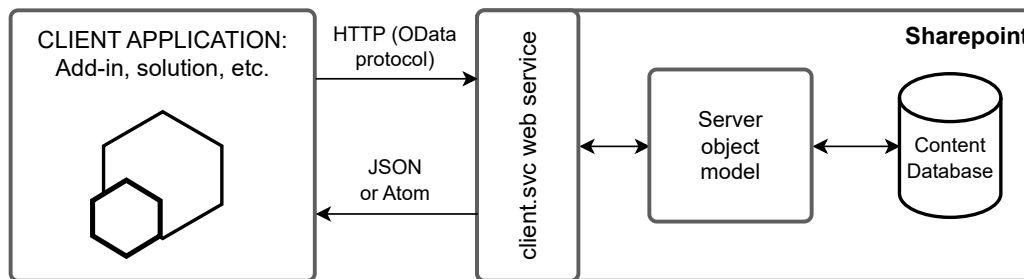 CLIENT APPLICATION:
Add-in, solution, etc.
HTTP (OData
protocol)
JSON
or Atom
client.svc web service
Sharepoint
Server
object
model
Content
Database